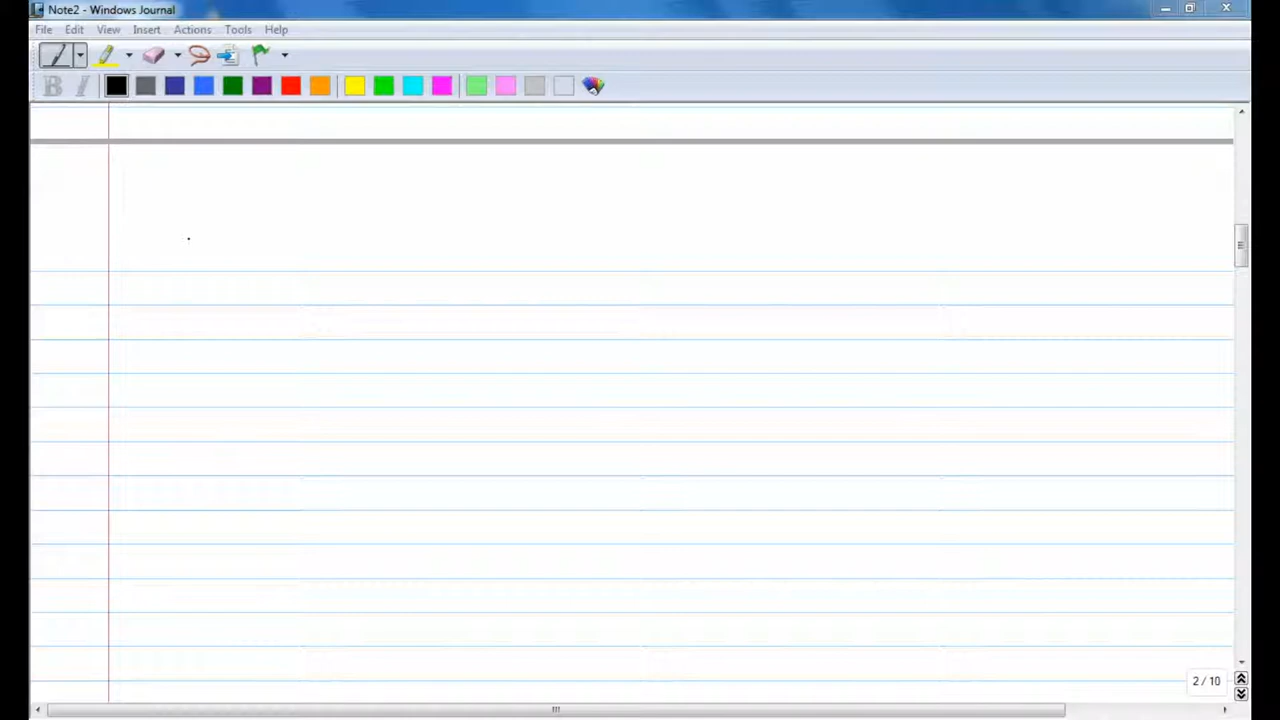 Note2 - Windows Journal
File Edit View Insert Actions Tools Help
B I
2 / 10